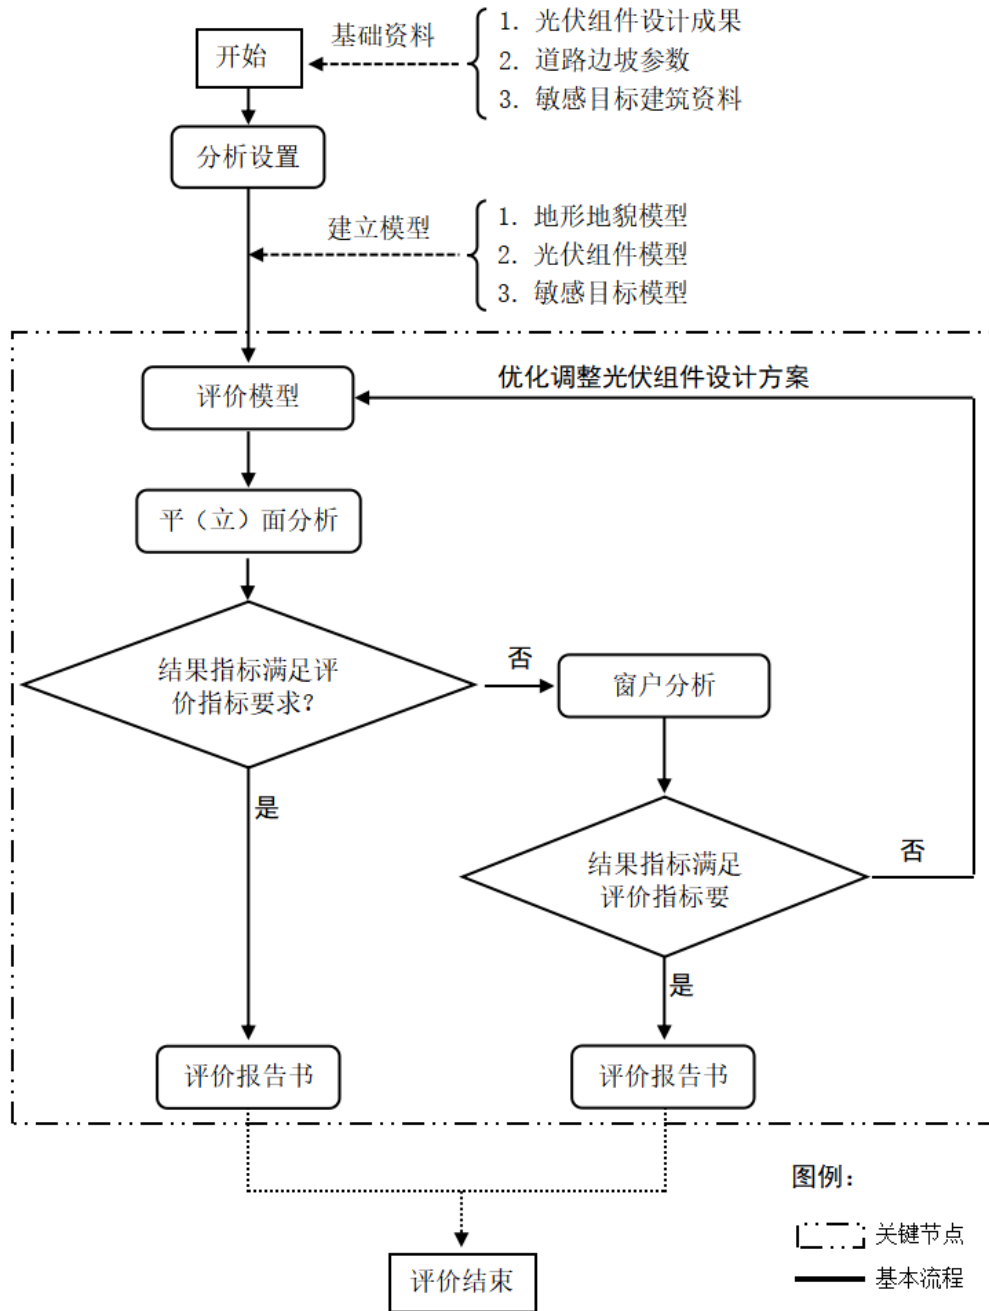 开始
基础资料
1. 光伏组件设计成果
2. 道路边坡参数
3. 敏感目标建筑资料
分析设置
建立模型
1. 地形地貌模型
2. 光伏组件模型
3. 敏感目标模型
评价模型
优化调整光伏组件设计方案
平（立）面分析
结果指标满足评
价指标要求？
否
窗户分析
是
结果指标满足
评价指标要
否
是
评价报告书
评价报告书
图例：
关键节点
基本流程
评价结束